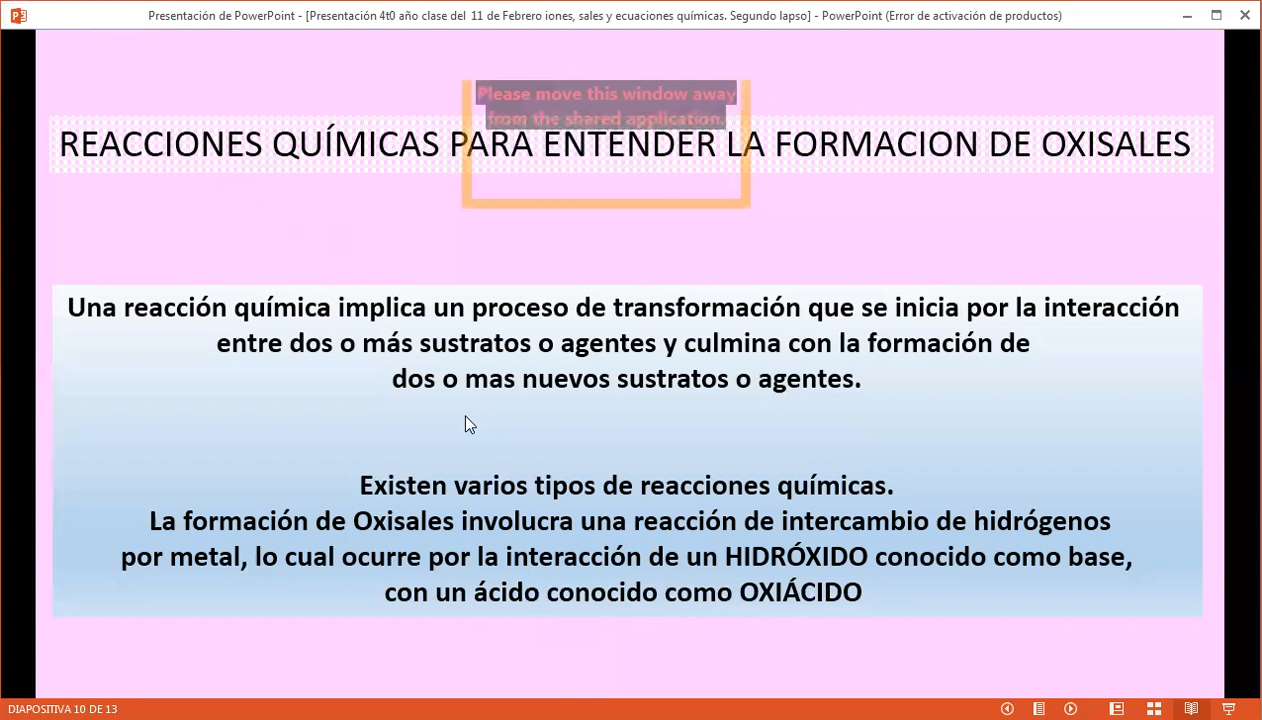 Presentación de PowerPoint - [Presentación 4t0 año clase del 11 de Febrero iones, sales y ecuaciones químicas. Segundo lapso] - PowerPoint (Error de activación de productos)
Please move this window away
from the shared application.
REACCIONES QUÍMICAS PARA ENTENDER LA FORMACION DE OXISALES
Una reacción química implica un proceso de transformación que se inicia por la interacción
entre dos o más sustratos o agentes y culmina con la formación de
dos o mas nuevos sustratos o agentes.
Existen varios tipos de reacciones químicas.
La formación de Oxisales involucra una reacción de intercambio de hidrógenos
por metal, lo cual ocurre por la interacción de un HIDRÓXIDO conocido como base,
con un ácido conocido como OXIÁCIDO
DIAPOSITIVA 10 DE 13